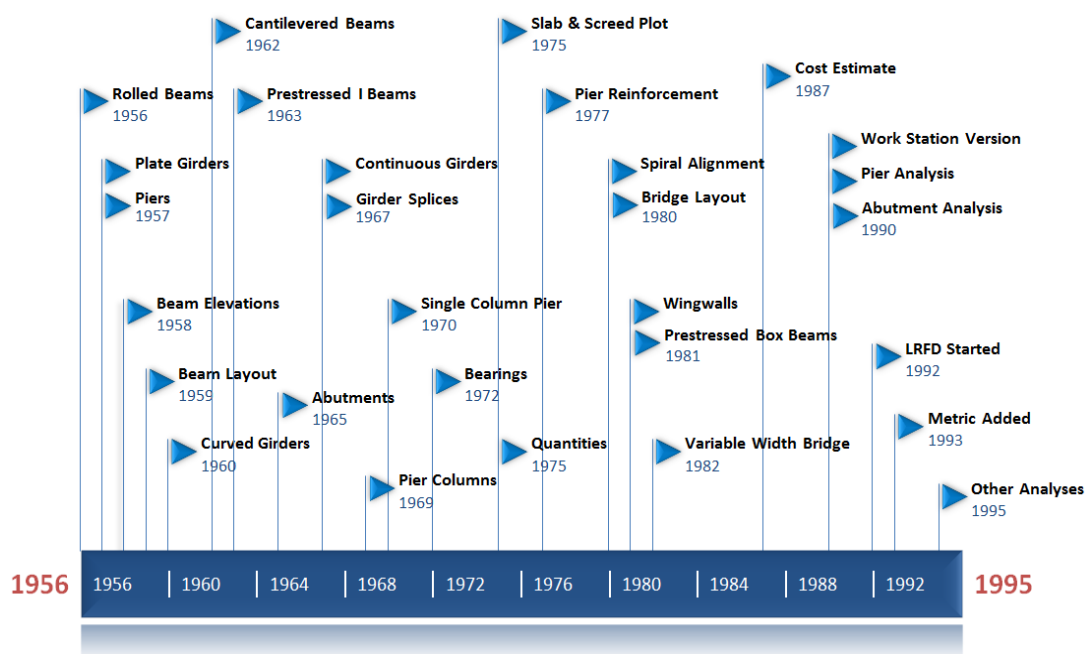 Cantilevered Beams
1962
Slab & Screed Plot
1975
Cost Estimate
1987
Rolled Beams
1956
Prestressed I Beams
1963
Pier Reinforcement
1977
Work Station Version
Pier Analysis
Abutment Analysis
1990
Plate Girders
Piers
1957
Continuous Girders
Girder Splices
1967
Spiral Alignment
Bridge Layout
1980
Beam Elevations
1958
Single Column Pier
1970
Wingwalls
Prestressed Box Beams
1981
LRFD Started
1992
Beam Layout
1959
Abutments
1965
Bearings
1972
Metric Added
1993
Curved Girders
1960
Pier Columns
1969
Quantities
1975
Variable Width Bridge
1982
Other Analyses
1995
1956
1956 1960 1964 1968 1972 1976 1980 1984 1988 1992
1995